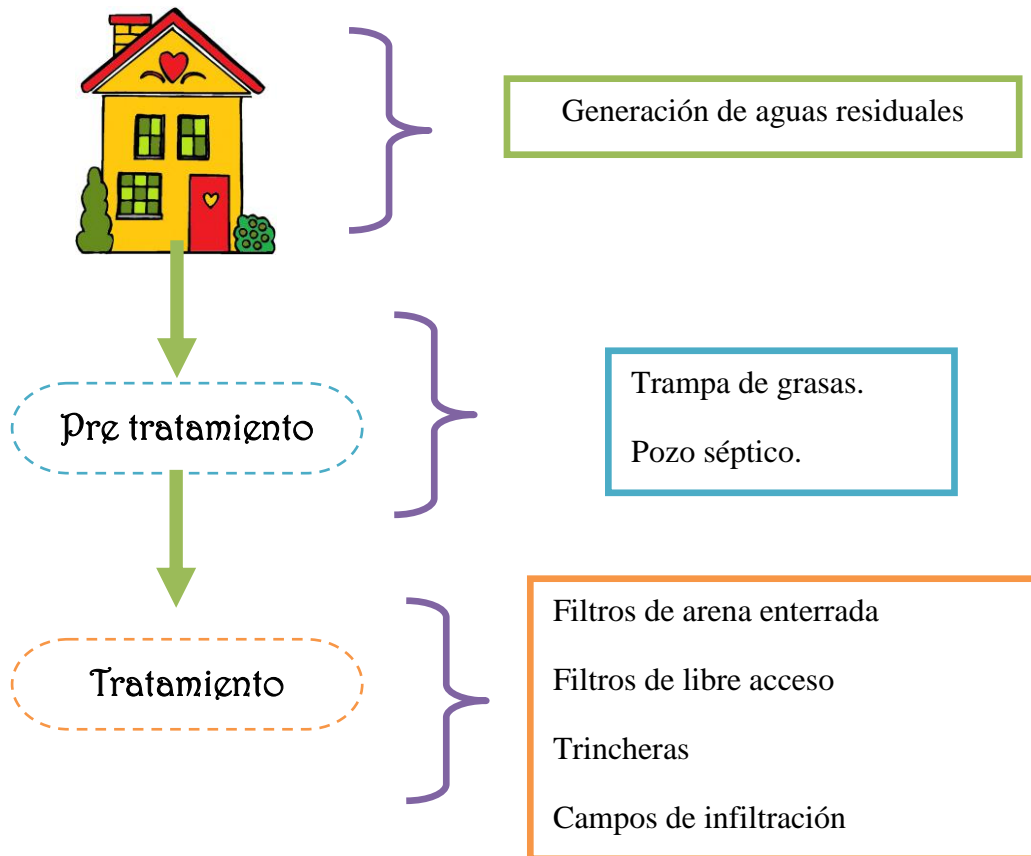 Generación de aguas residuales
Pre tratamiento
Trampa de grasas.
Pozo séptico.
Tratamiento
Filtros de arena enterrada
Filtros de libre acceso
Trincheras
Campos de infiltración